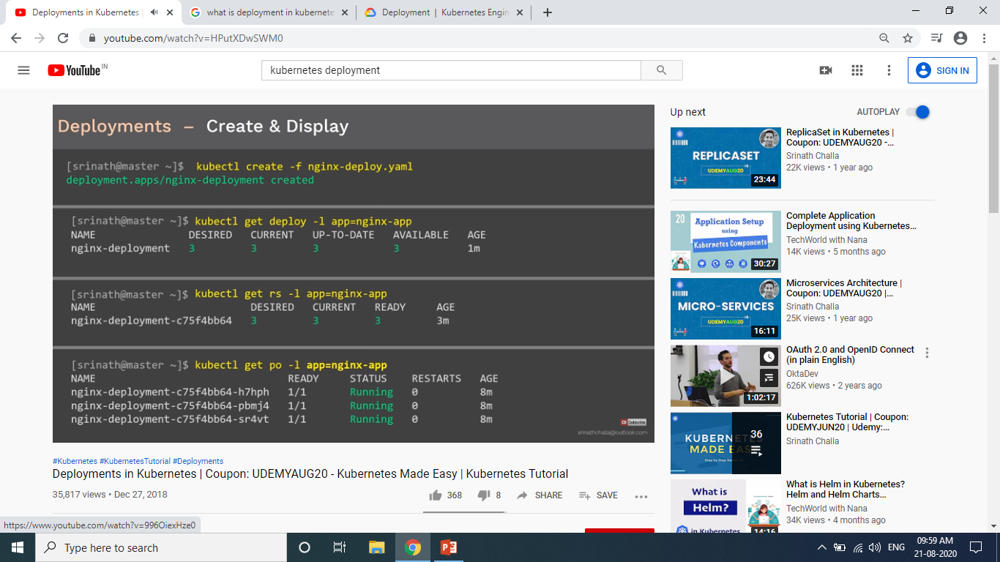 Deployments in Kubernetes |
what is deployment in kubernete
Deployment | Kubernetes Engin
youtube.com/watch?v=HPutXDwSWM0
YouTube IN
kubernetes deployment
SIGN IN
Deployments – Create & Display
[srinath@master ~]$ kubectl create -f nginx-deploy.yaml
deployment.apps/nginx-deployment created
[srinath@master ~]$ kubectl get deploy -l app=nginx-app
NAME DESIRED CURRENT UP-TO-DATE AVAILABLE AGE
nginx-deployment 3 3 3 3 1m
[srinath@master ~]$ kubectl get rs -l app=nginx-app
NAME DESIRED CURRENT READY AGE
nginx-deployment-c75f4bb64 3 3 3 3m
[srinath@master ~]$ kubectl get po -l app=nginx-app
NAME READY STATUS RESTARTS AGE
nginx-deployment-c75f4bb64-h7hph 1/1 Running 0 8m
nginx-deployment-c75f4bb64-pbmj4 1/1 Running 0 8m
nginx-deployment-c75f4bb64-sr4vt 1/1 Running 0 8m
Subscribe
srinathchalla@outlook.com
#Kubernetes #KubernetesTutorial #Deployments
Deployments in Kubernetes | Coupon: UDEMYAUG20 - Kubernetes Made Easy | Kubernetes Tutorial
35,817 views • Dec 27, 2018
368
8
SHARE
SAVE
Up next
AUTOPLAY
REPLICASET
UDEMYAUG20
23:44
ReplicaSet in Kubernetes |
Coupon: UDEMYAUG20 -...
Srinath Challa
22K views • 1 year ago
20
Application Setup
using
Kubernetes Components
30:27
Complete Application
Deployment using Kubernetes...
TechWorld with Nana
14K views • 5 months ago
MICRO-SERVICES
UDEMYAUG20
16:11
Microservices Architecture |
Coupon: UDEMYAUG20 |...
Srinath Challa
25K views • 1 year ago
1:02:17
OAuth 2.0 and OpenID Connect
(in plain English)
OktaDev
626K views • 2 years ago
KUBERNETES
MADE EASY
36
Kubernetes Tutorial | Coupon:
UDEMYJUN20 | Udemy:...
Srinath Challa
What is
Helm?
in Kubernetes
14:16
What is Helm in Kubernetes?
Helm and Helm Charts...
TechWorld with Nana
34K views • 4 months ago
https://www.youtube.com/watch?v=996OiexHze0
Type here to search
ENG
09:59 AM
21-08-2020